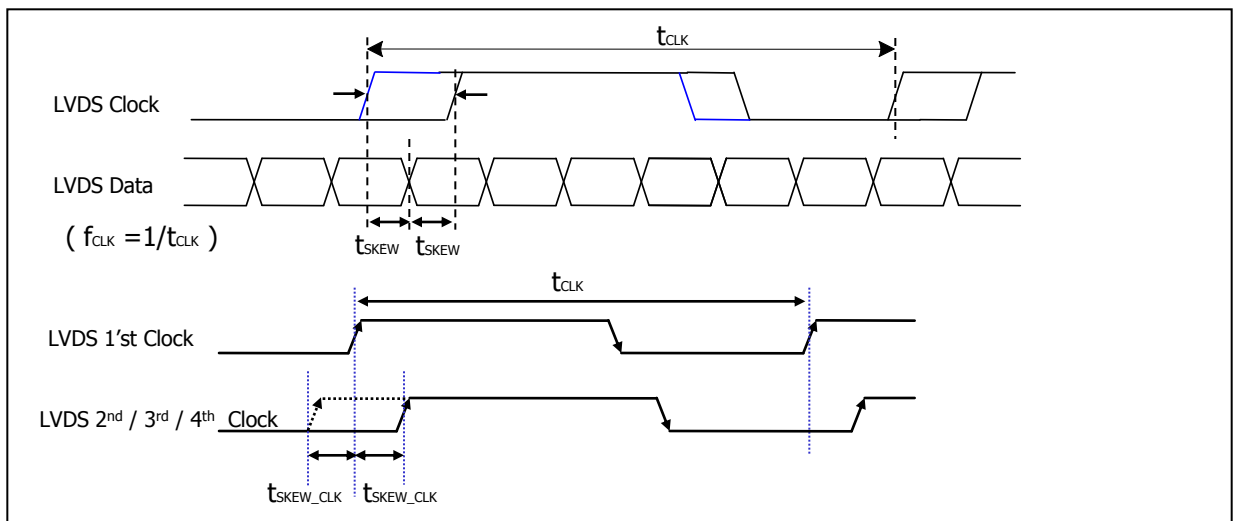 tCLK
LVDS Clock
LVDS Data
( fCLK =1/tCLK )
tSKEW tSKEW
tCLK
LVDS 1'st Clock
LVDS 2nd / 3rd / 4th Clock
tSKEW_CLK tSKEW_CLK